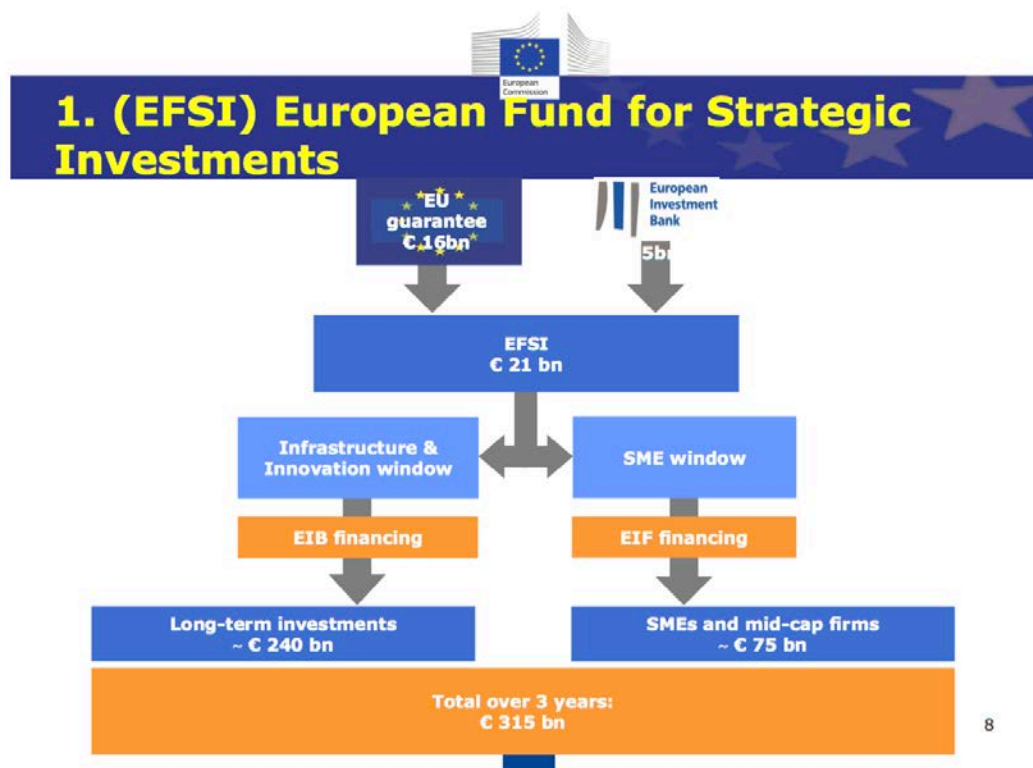 European
Commission
1. (EFSI) European Fund for Strategic
Investments
EU
guarantee
€ 16bn
European
Investment
Bank
5bn
EFSI
€ 21 bn
Infrastructure &
Innovation window
SME window
EIB financing
EIF financing
Long-term investments
~ € 240 bn
SMEs and mid-cap firms
~ € 75 bn
Total over 3 years:
€ 315 bn
8